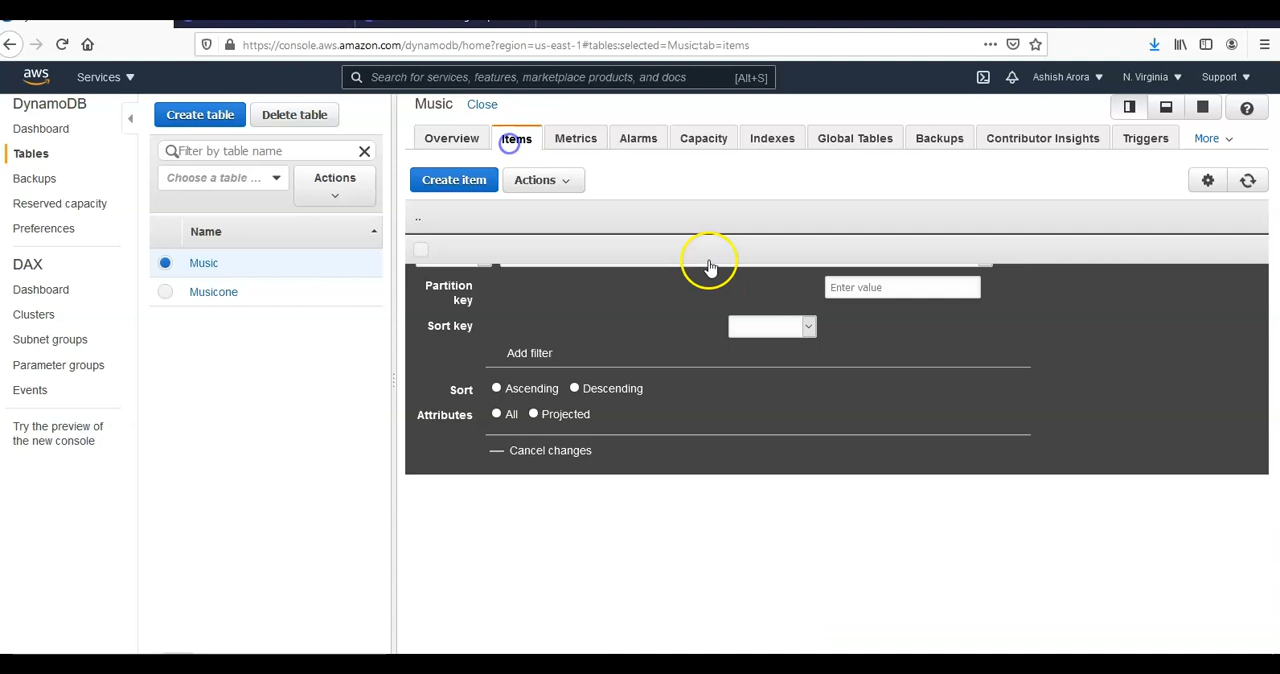 https://console.aws.amazon.com/dynamodb/home?region=us-east-1#tables:selected=Music;tab=items
aws
Services
Search for services, features, marketplace products, and docs
[Alt+S]
Ashish Arora
N. Virginia
Support
DynamoDB
Dashboard
Tables
Backups
Reserved capacity
Preferences
DAX
Dashboard
Clusters
Subnet groups
Parameter groups
Events
Try the preview of
the new console
Create table
Delete table
Filter by table name
Choose a table ...
Actions
Name
Music
Musicone
Music
Close
Overview
Items
Metrics
Alarms
Capacity
Indexes
Global Tables
Backups
Contributor Insights
Triggers
More
Create item
Actions
..
Partition
key
Enter value
Sort key
Add filter
Sort
Ascending
Descending
Attributes
All
Projected
Cancel changes